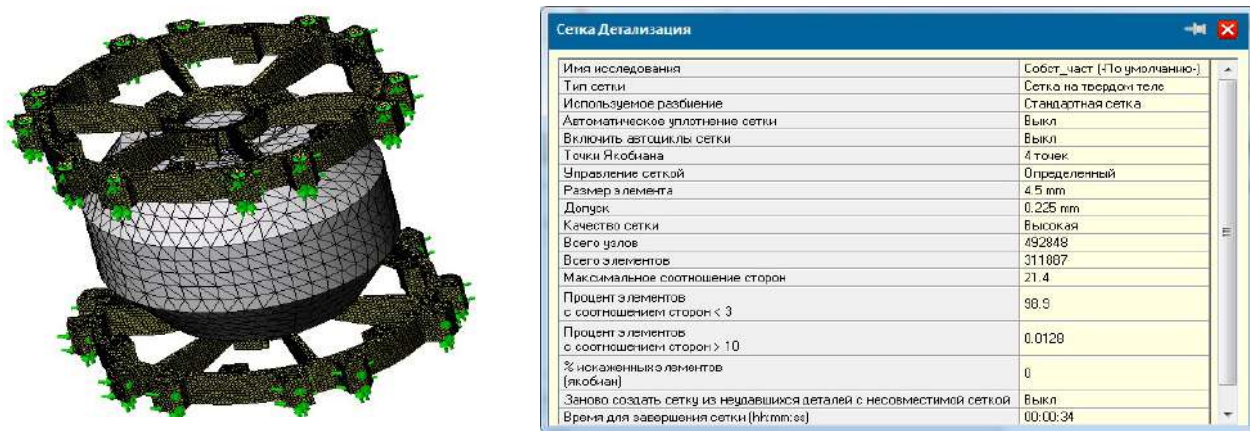 Сетка Детализация
Имя исследования Собст_част (-По умолчанию-)
Тип сетки Сетка на твердом теле
Используемое разбиение Стандартная сетка
Автоматическое уплотнение сетки Выкл
Включить автоциклы сетки Выкл
Точки Якобиана 4 точек
Управление сеткой Определенный
Размер элемента 4.5 mm
Допуск 0.225 mm
Качество сетки Высокая
Всего узлов 492848
Всего элементов 311887
Максимальное соотношение сторон 21.4
Процент элементов
с соотношением сторон < 3 98.9
Процент элементов
с соотношением сторон > 10 0.0128
% искаженных элементов
(якобиан) 0
Заново создать сетку из неудавшихся деталей с несовместимой сеткой Выкл
Время для завершения сетки (hh:mm:ss) 00:00:34